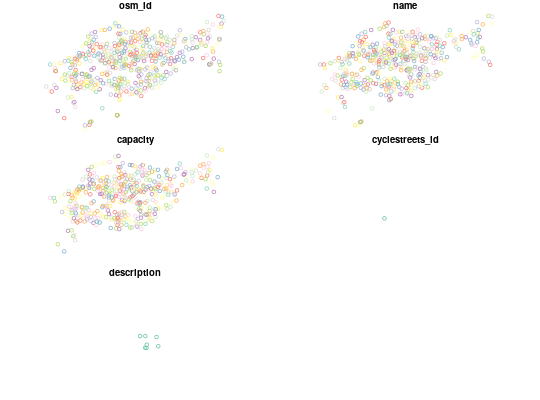 osm_id
name
capacity
cyclestreets_id
description